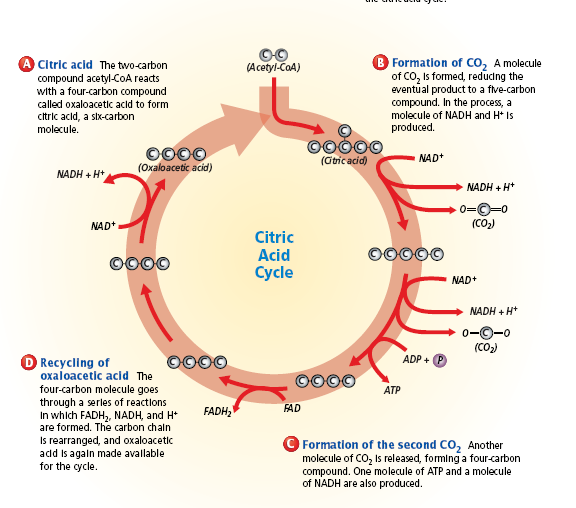 the citric acid cycle.
A Citric acid The two-carbon
compound acetyl-CoA reacts
with a four-carbon compound
called oxaloacetic acid to form
citric acid, a six-carbon
molecule.
C C
(Acetyl-CoA)
B Formation of CO₂ A molecule
of CO₂ is formed, reducing the
eventual product to a five-carbon
compound. In the process, a
molecule of NADH and H⁺ is
produced.
C
C C C C C
(Citric acid)
NAD⁺
NADH + H⁺
O=C=O
(CO₂)
C C C C C
NAD⁺
NADH + H⁺
O–C–O
(CO₂)
ADP + P
ATP
C C C C
FAD
FADH₂
C C C C
C C C C
NAD⁺
NADH + H⁺
C C C C
(Oxaloacetic acid)
Citric
Acid
Cycle
D Recycling of
oxaloacetic acid The
four-carbon molecule goes
through a series of reactions
in which FADH₂, NADH, and H⁺
are formed. The carbon chain
is rearranged, and oxaloacetic
acid is again made available
for the cycle.
C Formation of the second CO₂ Another
molecule of CO₂ is released, forming a four-carbon
compound. One molecule of ATP and a molecule
of NADH are also produced.